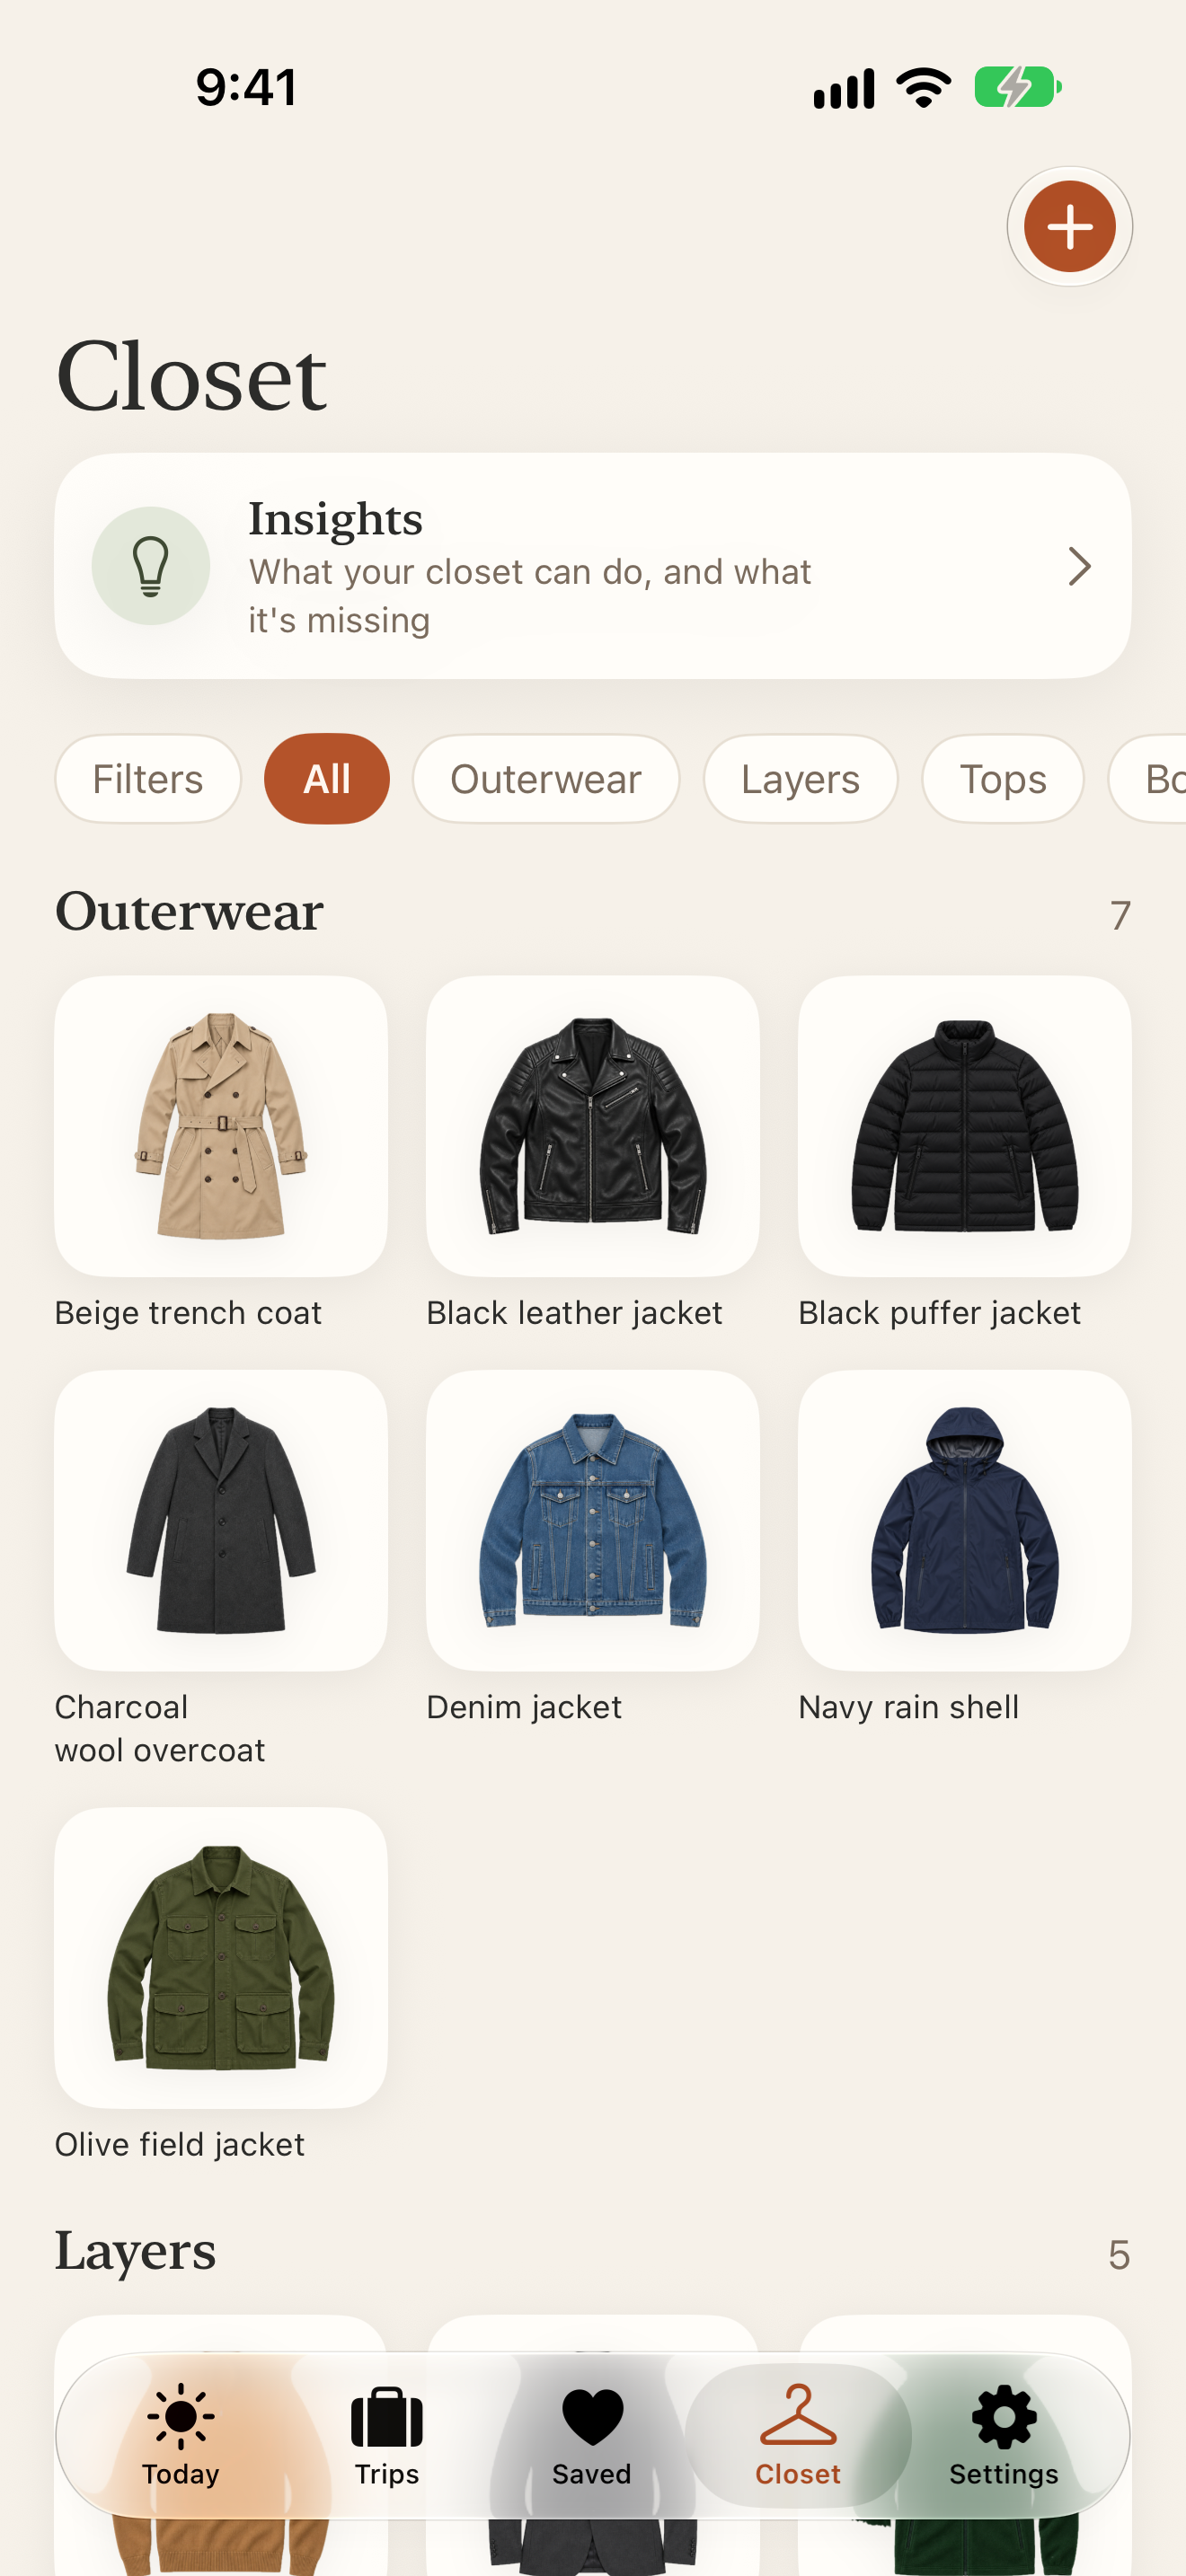 9:41
Closet
Insights
What your closet can do, and what
it's missing
Filters
All
Outerwear
Layers
Tops
Outerwear
7
Beige trench coat
Black leather jacket
Black puffer jacket
Charcoal
wool overcoat
Denim jacket
Navy rain shell
Olive field jacket
Layers
5
Today
Trips
Saved
Closet
Settings